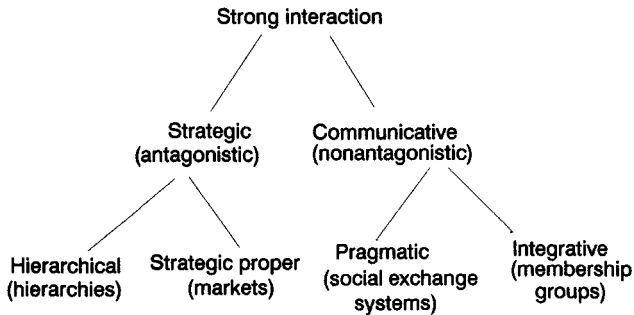 Strong interaction
Strategic
(antagonistic)
Communicative
(nonantagonistic)
Hierarchical
(hierarchies)
Strategic proper
(markets)
Pragmatic
(social exchange
systems)
Integrative
(membership
groups)